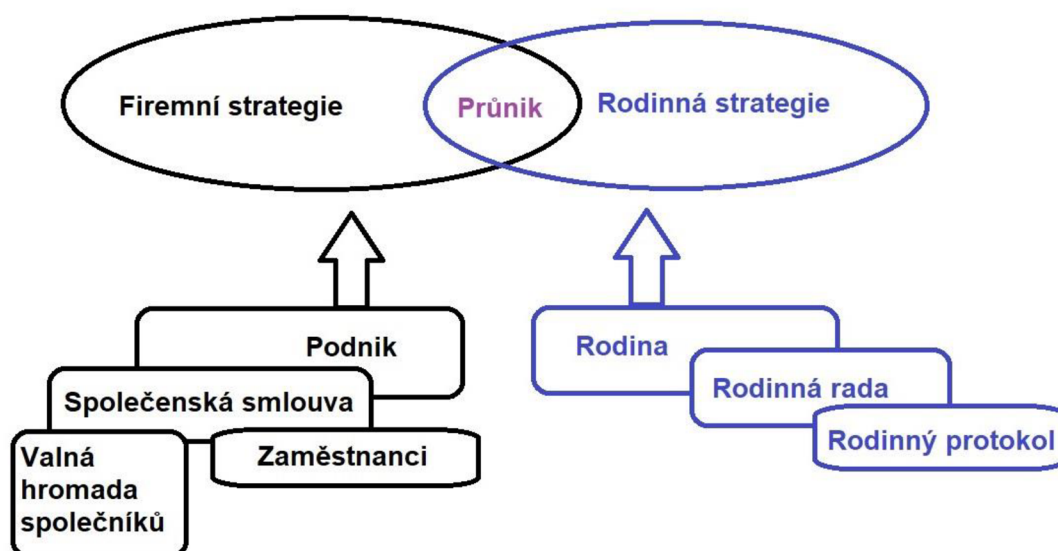 Firemní strategie
Průnik
Rodinná strategie
Podnik
Společenská smlouva
Valná
hromada
společníků
Zaměstnanci
Rodina
Rodinná rada
Rodinný protokol